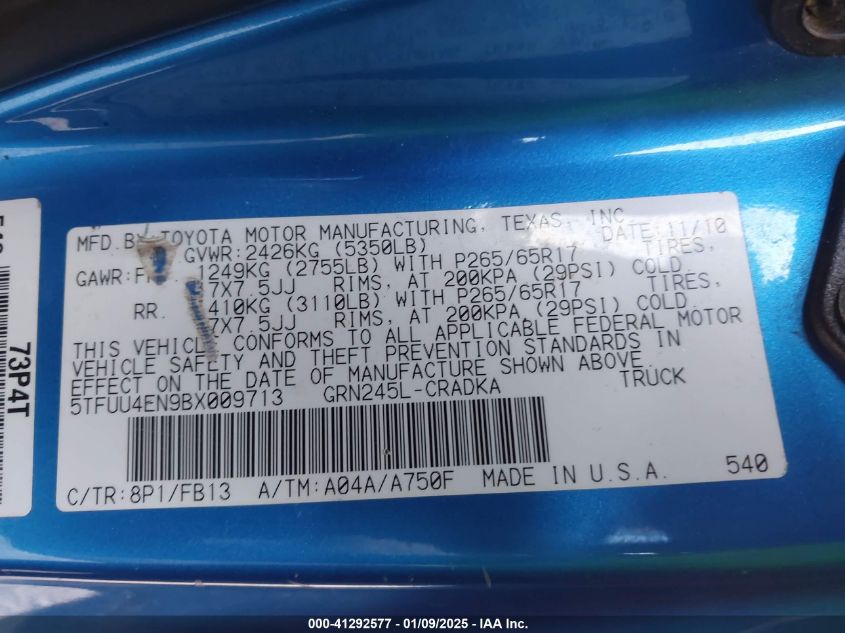 MFD. BY TOYOTA MOTOR MANUFACTURING, TEXAS, INC.
DATE: 11/10
GVWR: 2426KG (5350LB)
GAWR: 1249KG (2755LB) WITH P265/65R17 TIRES,
17X7.5JJ RIMS, AT 200KPA (29PSI) COLD.
RR. 1410KG (3110LB) WITH P265/65R17 TIRES,
17X7.5JJ RIMS, AT 200KPA (29PSI) COLD.
THIS VEHICLE CONFORMS TO ALL APPLICABLE FEDERAL MOTOR
VEHICLE SAFETY AND THEFT PREVENTION STANDARDS IN
EFFECT ON THE DATE OF MANUFACTURE SHOWN ABOVE.
5TFUU4EN9BX009713 GRN245L-CRADKA TRUCK
C/TR:8P1/FB13 A/TM:A04A/A750F MADE IN U.S.A. 540
73P4T
000-41292577 - 01/09/2025 - IAA Inc.